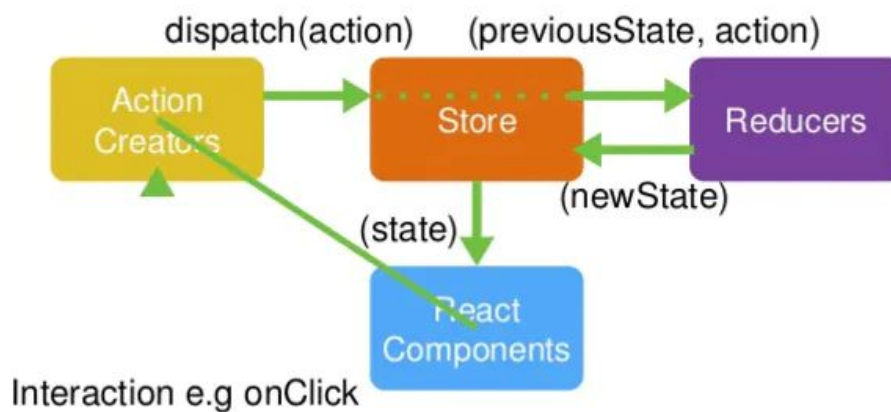 dispatch(action)
(previousState, action)
Action
Creators
Store
Reducers
(newState)
(state)
React
Components
Interaction e.g onClick